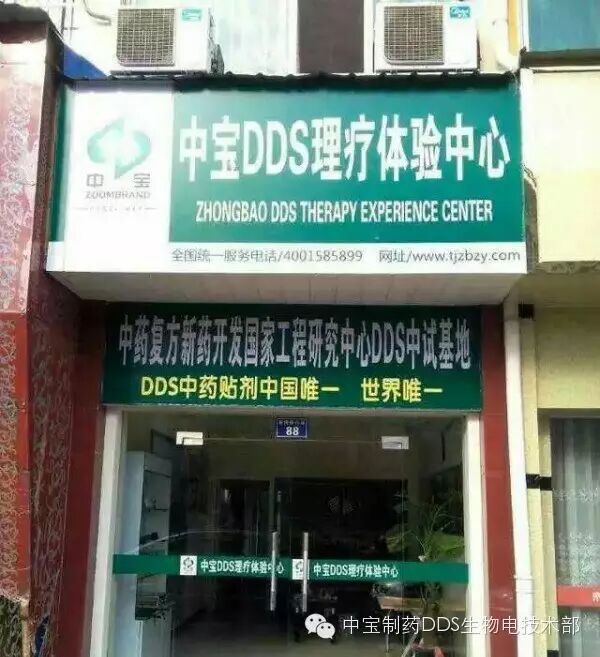 中宝DDS理疗体验中心
中宝
ZOOMBRAND
ZHONGBAO DDS THERAPY EXPERIENCE CENTER
全国统一服务电话/4001585899 网址/www.tjzbzy.com
中药复方新药开发国家工程研究中心DDS中试基地
DDS中药贴剂中国唯一 世界唯一
88
中宝DDS理疗体验中心 中宝DDS理疗体验中心
中宝制药DDS生物电技术部